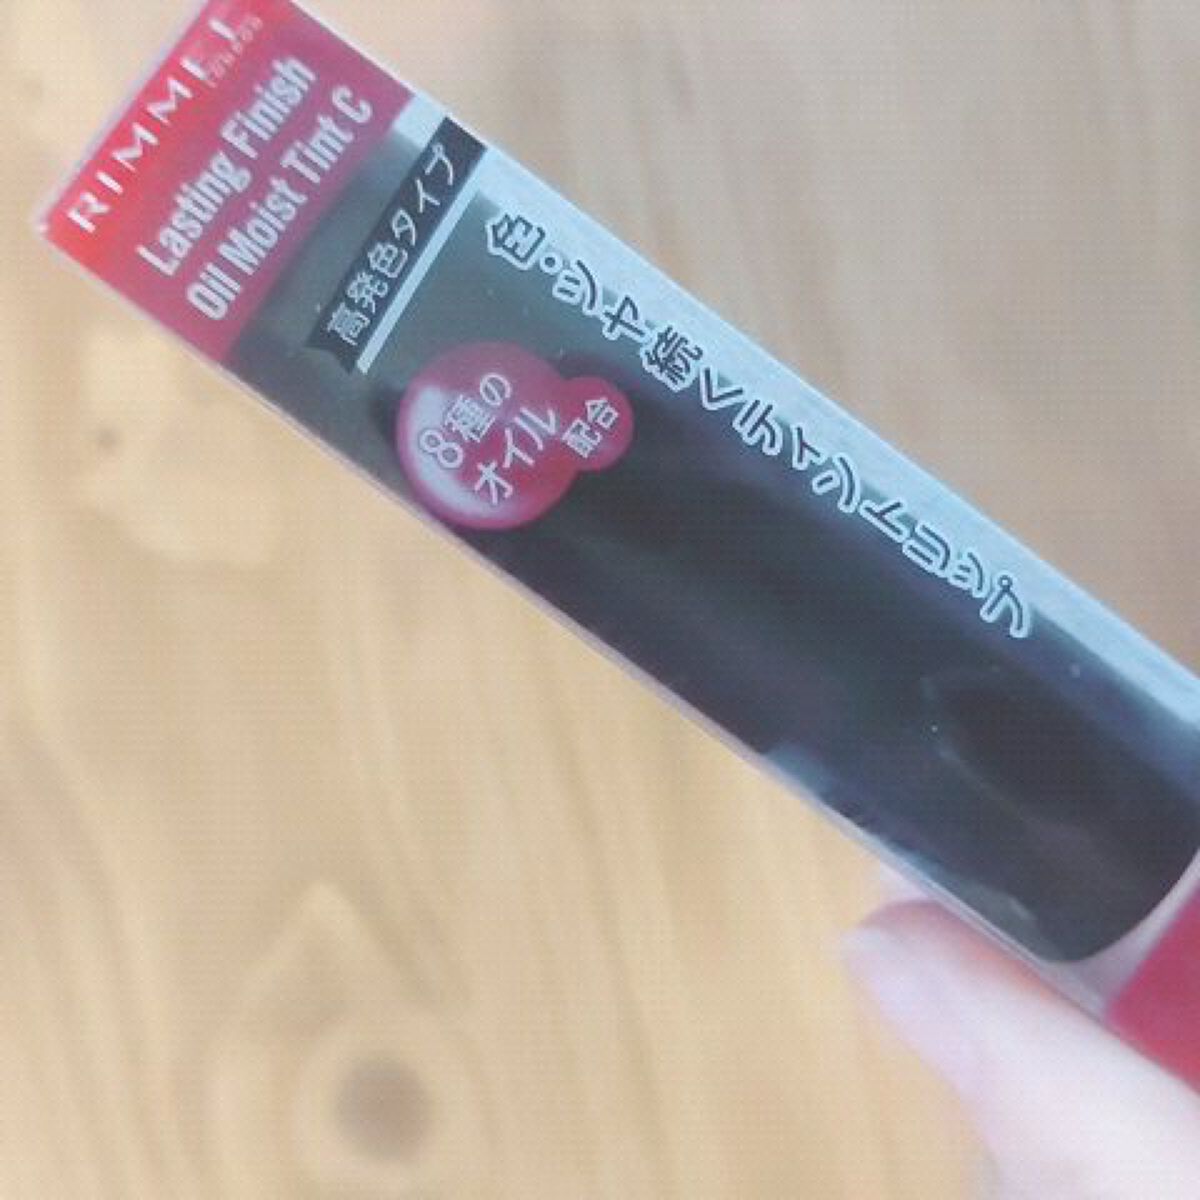 RIMMEL
LONDON
Lasting Finish
Oil Moist Tint C
高発色タイプ
8種の
オイル
配合
色・ツヤ続くティントリップ